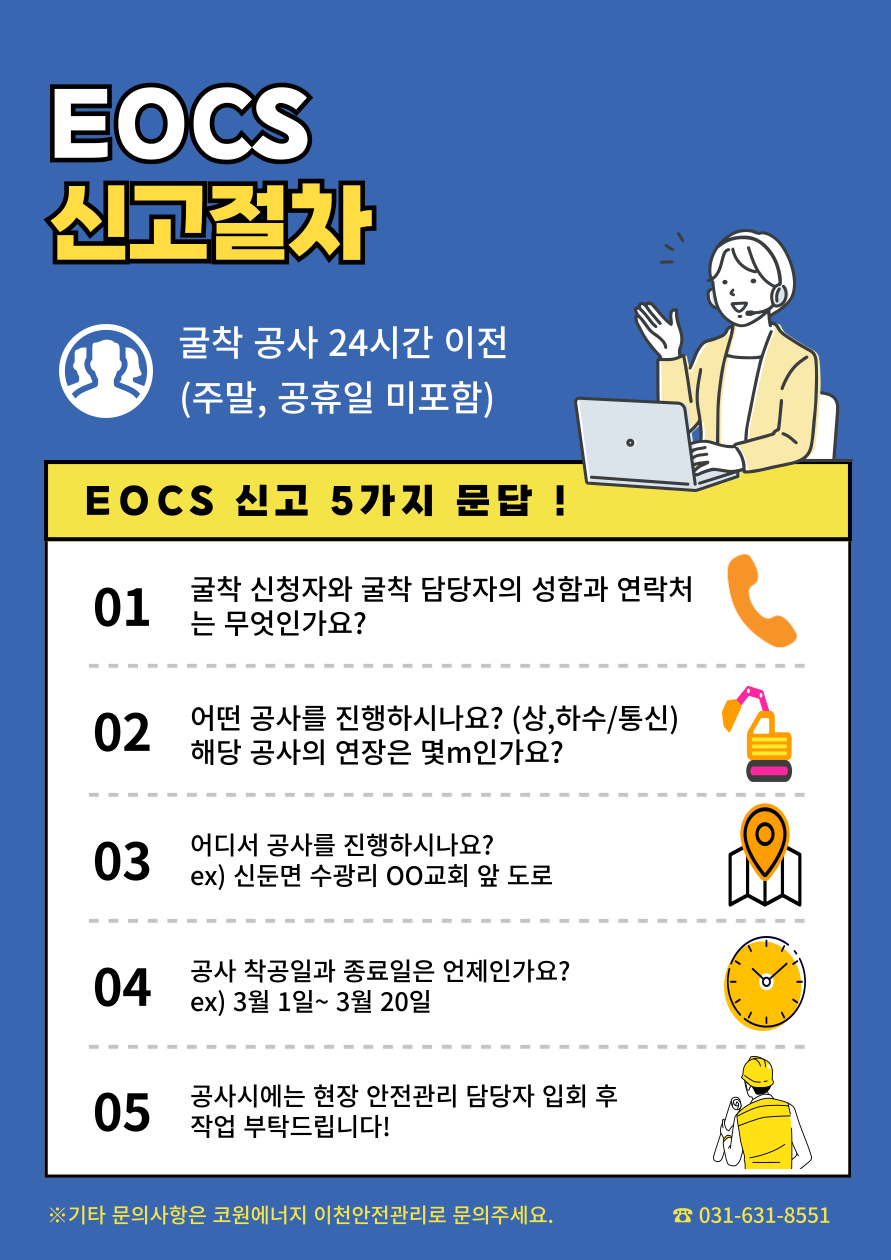 EOCS
신고절차
굴착 공사 24시간 이전
(주말, 공휴일 미포함)
EOCS 신고 5가지 문답 !
01
굴착 신청자와 굴착 담당자의 성함과 연락처
는 무엇인가요?
02
어떤 공사를 진행하시나요? (상,하수/통신)
해당 공사의 연장은 몇m인가요?
03
어디서 공사를 진행하시나요?
ex) 신둔면 수광리 OO교회 앞 도로
04
공사 착공일과 종료일은 언제인가요?
ex) 3월 1일~ 3월 20일
05
공사시에는 현장 안전관리 담당자 입회 후
작업 부탁드립니다!
※기타 문의사항은 코원에너지 이천안전관리로 문의주세요.
☎ 031-631-8551